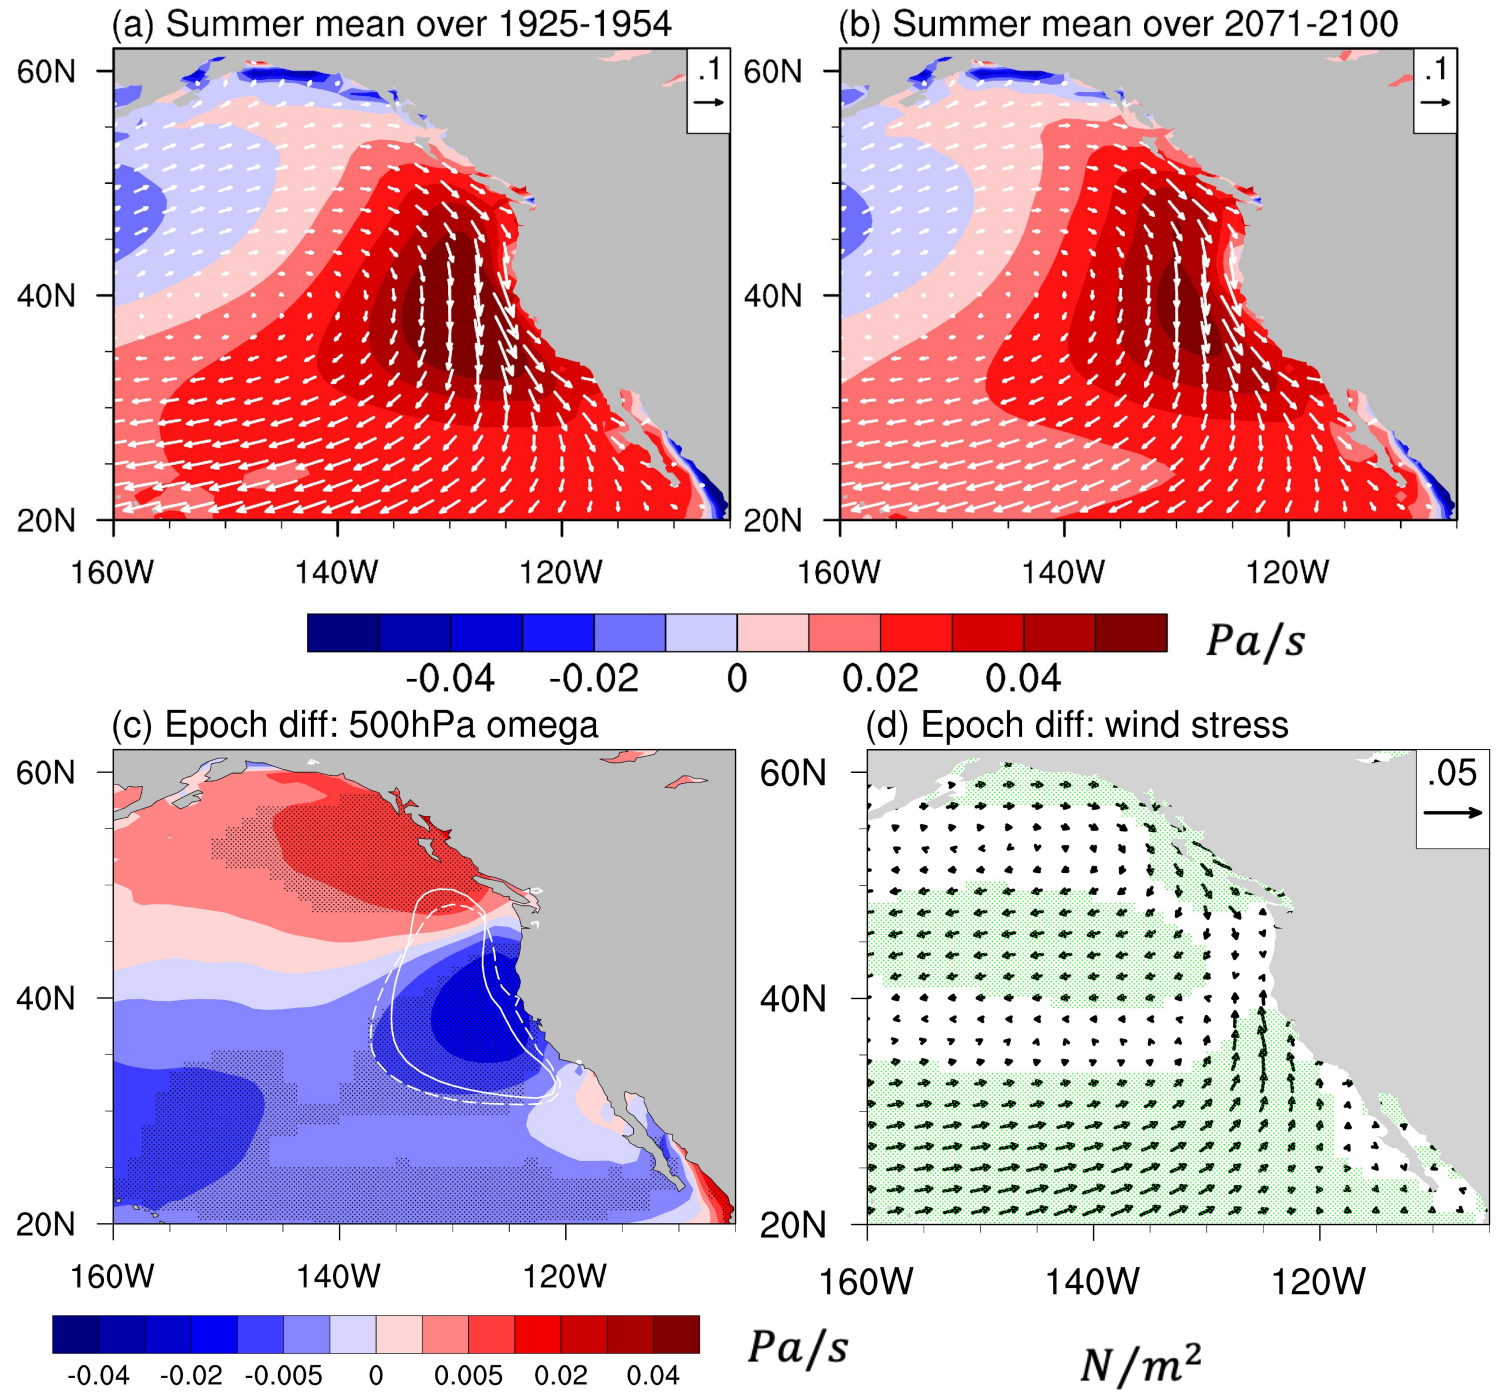 (a) Summer mean over 1925-1954
(b) Summer mean over 2071-2100
60N
40N
20N
.1
160W 140W 120W
60N
40N
20N
.1
160W 140W 120W
-0.04 -0.02 0 0.02 0.04
Pa/s
(c) Epoch diff: 500hPa omega
(d) Epoch diff: wind stress
60N
40N
20N
160W 140W 120W
60N
40N
20N
.05
160W 140W 120W
-0.04 -0.02 -0.005 0 0.005 0.02 0.04
Pa/s
N/m²